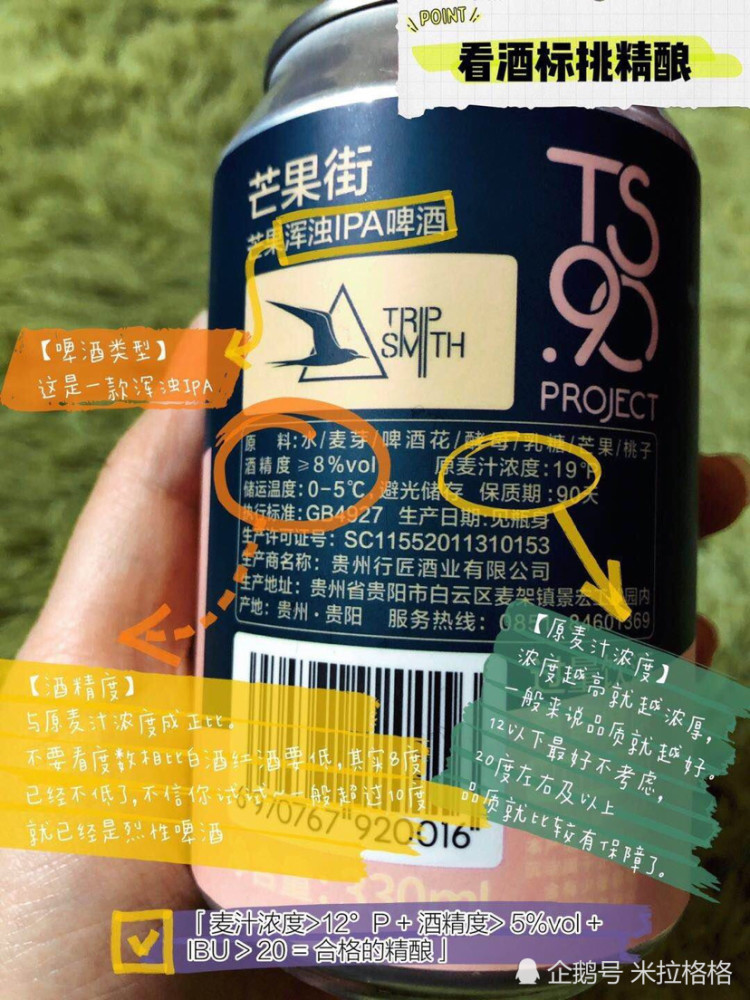 POINT
看酒标挑精酿
芒果街
芒果浑浊IPA啤酒
TS
.90
PROJECT
TRIP
SMITH
【啤酒类型】
这是一款浑浊IPA
原 料:水/麦芽/啤酒花/酵母/乳糖/芒果/桃子
酒精度≥8%vol 原麦汁浓度:19°P
储运温度:0-5℃,避光储存 保质期:90天
执行标准:GB4927 生产日期:见瓶身
生产许可证号:SC11552011310153
生产商名称:贵州行匠酒业有限公司
生产地址:贵州省贵阳市白云区麦架镇景宏工业园内
产地:贵州·贵阳 服务热线:
【原麦汁浓度】
浓度越高就越浓厚,
一般来说品质就越好。
12以下最好不考虑,
20度左右及以上
品质就比较有保障了。
【酒精度】
与原麦汁浓度成正比。
不要看度数相比白酒红酒要低,其实8度
已经不低了,不信你试试~一般超过10度
就已经是烈性啤酒
6970767"920016"
330ml
「麦汁浓度>12°P+酒精度>5%vol+
IBU>20=合格的精酿」
企鹅号 米拉格格